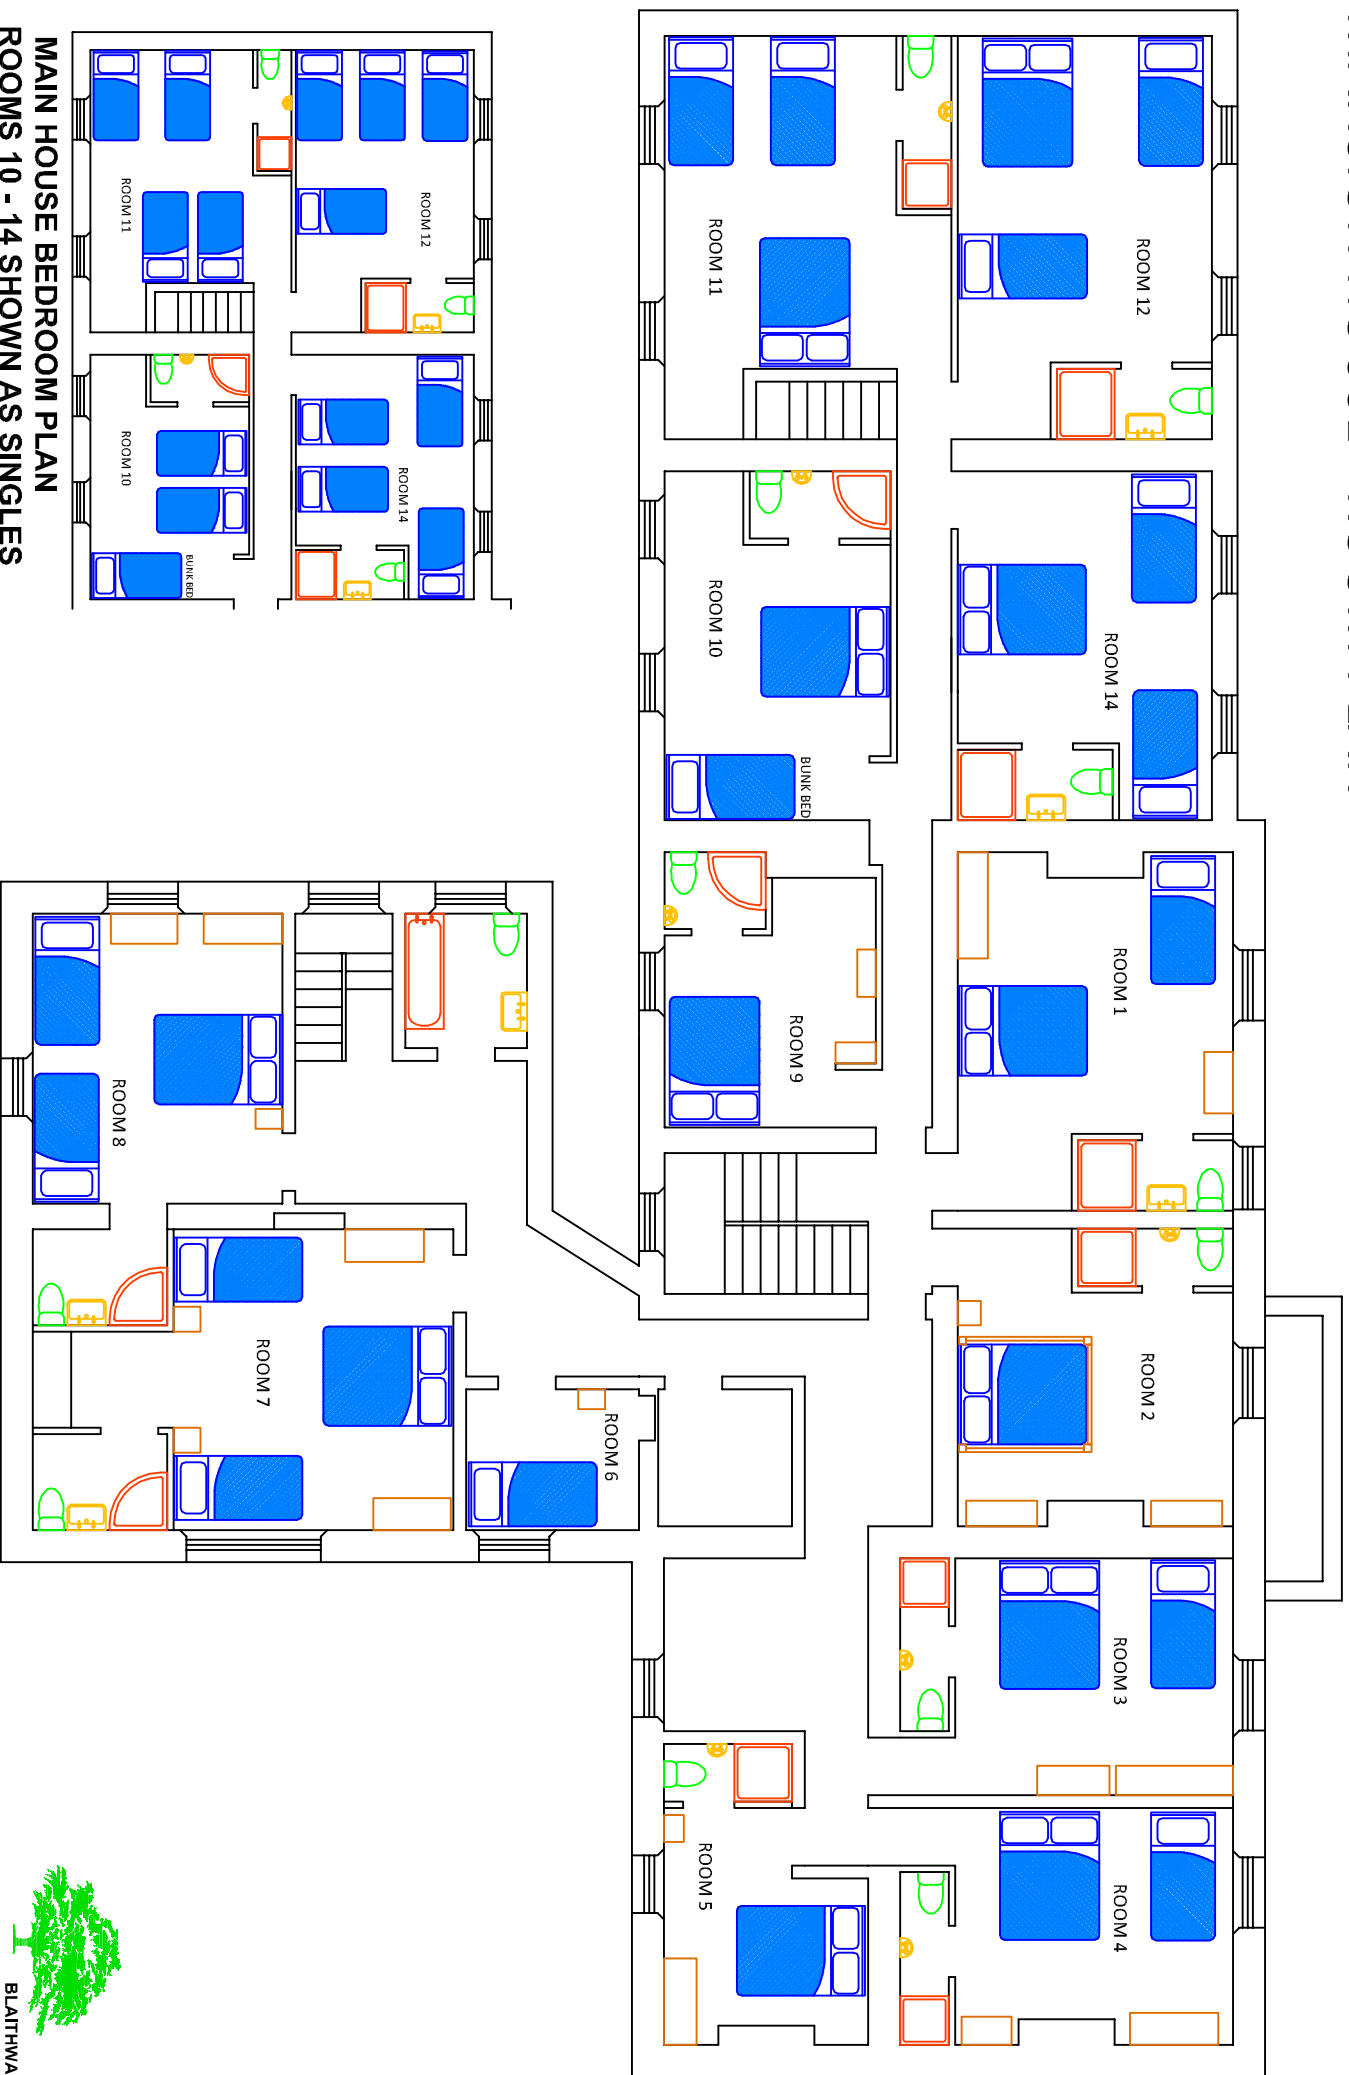 ROOM 11
ROOM 12
ROOM 10
BUNK BED
ROOM 14
ROOM 9
ROOM 1
ROOM 2
ROOM 3
ROOM 4
ROOM 5
ROOM 6
ROOM 7
ROOM 8
ROOM 11
ROOM 12
ROOM 10
BUNK BED
ROOM 14
MAIN HOUSE BEDROOM PLAN
ROOMS 10 - 14 SHOWN AS SINGLES
BLAITHWA